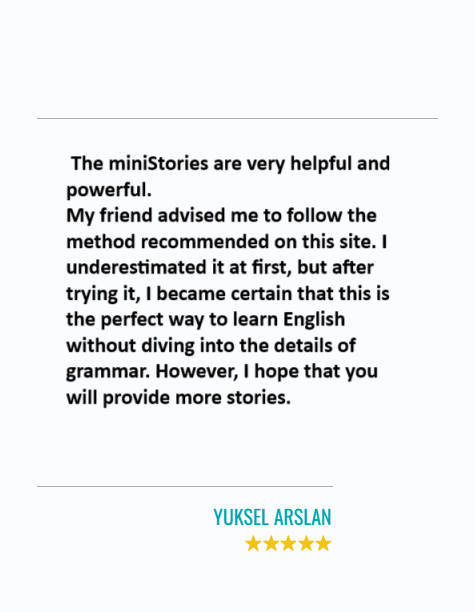 The miniStories are very helpful and
powerful.
My friend advised me to follow the
method recommended on this site. I
underestimated it at first, but after
trying it, I became certain that this is
the perfect way to learn English
without diving into the details of
grammar. However, I hope that you
will provide more stories.
YUKSEL ARSLAN